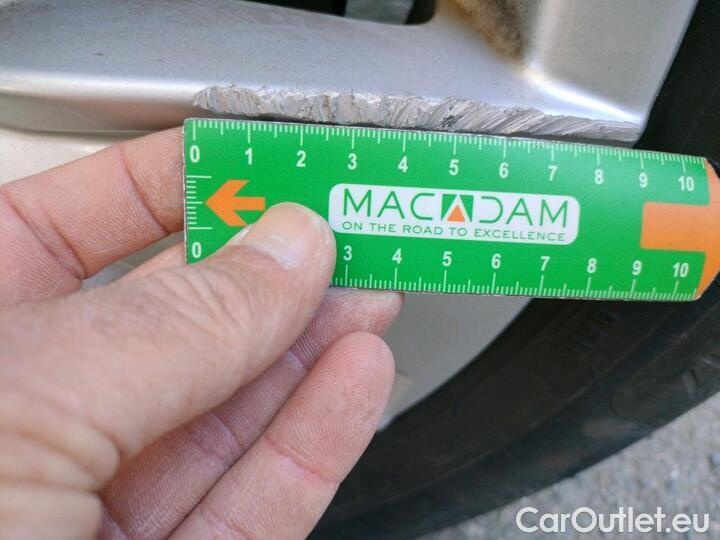 0 1 2 3 4 5 6 7 8 9 10
MACADAM
ON THE ROAD TO EXCELLENCE
0 3 4 5 6 7 8 9 10
CarOutlet.eu